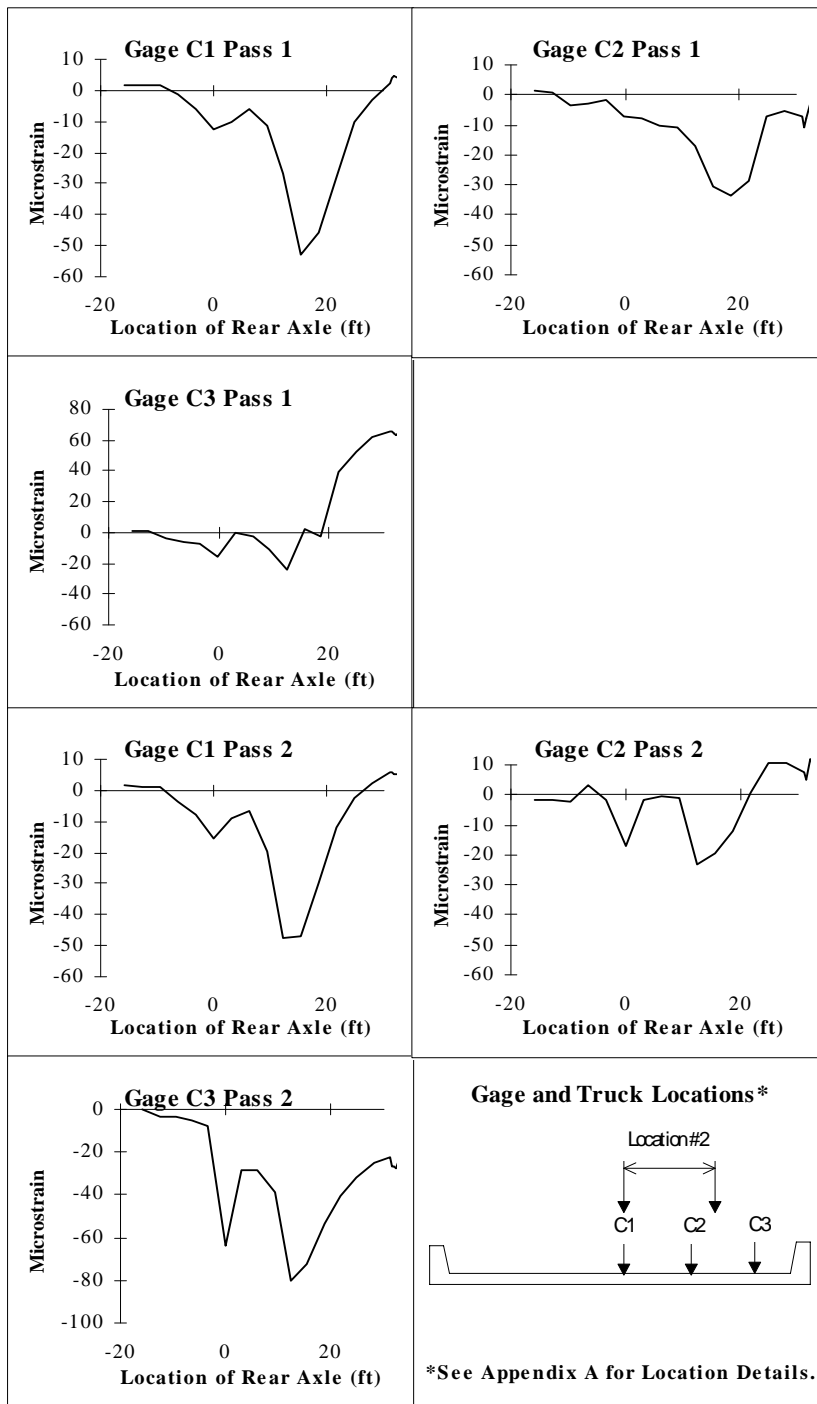 Gage C1 Pass 1
10
0
-10
-20
-30
-40
-50
-60
Microstrain
-20 0 20
Location of Rear Axle (ft)
Gage C2 Pass 1
10
0
-10
-20
-30
-40
-50
-60
Microstrain
-20 0 20
Location of Rear Axle (ft)
Gage C3 Pass 1
80
60
40
20
0
-20
-40
-60
Microstrain
-20 0 20
Location of Rear Axle (ft)
Gage C1 Pass 2
10
0
-10
-20
-30
-40
-50
-60
Microstrain
-20 0 20
Location of Rear Axle (ft)
Gage C2 Pass 2
10
0
-10
-20
-30
-40
-50
-60
Microstrain
-20 0 20
Location of Rear Axle (ft)
Gage C3 Pass 2
0
-20
-40
-60
-80
-100
Microstrain
-20 0 20
Location of Rear Axle (ft)
Gage and Truck Locations*
Location#2
C1 C2 C3
*See Appendix A for Location Details.